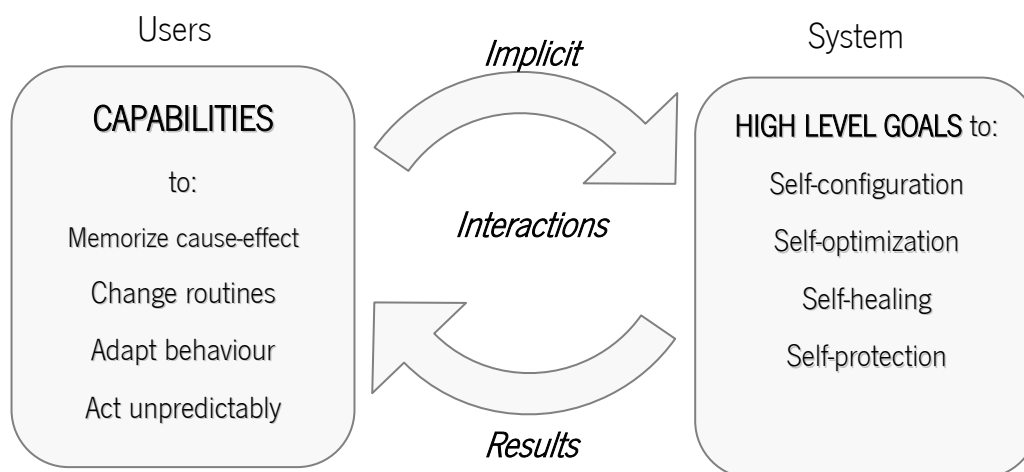 Users
CAPABILITIES
to:
Memorize cause-effect
Change routines
Adapt behaviour
Act unpredictably
Implicit
Interactions
Results
System
HIGH LEVEL GOALS to:
Self-configuration
Self-optimization
Self-healing
Self-protection